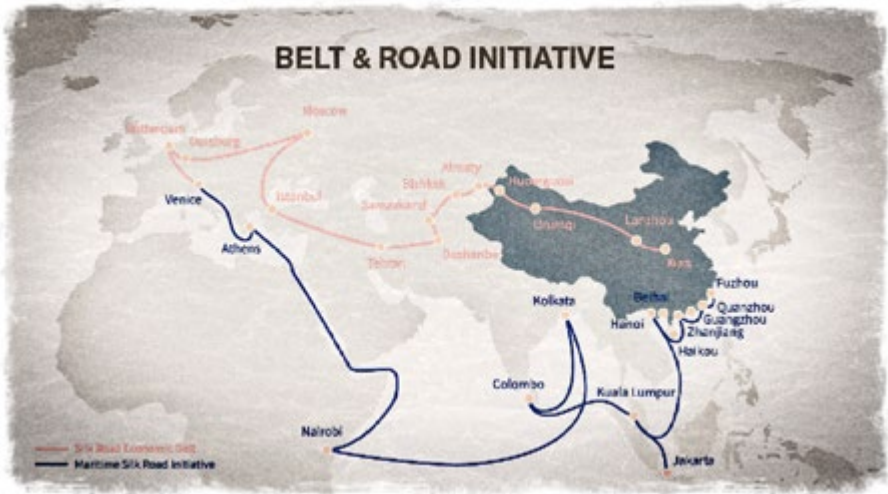 BELT & ROAD INITIATIVE
Moscow
Rotterdam
Duisburg
Almaty
Bishkek
Samarkand
Istanbul
Venice
Athens
Tehran
Dushanbe
Urumqi
Lanzhou
Xi'an
Kolkata
Beihai
Fuzhou
Quanzhou
Guangzhou
Zhanjiang
Hanoi
Haikou
Colombo
Kuala Lumpur
Nairobi
Jakarta
Silk Road Economic Belt
Maritime Silk Road Initiative